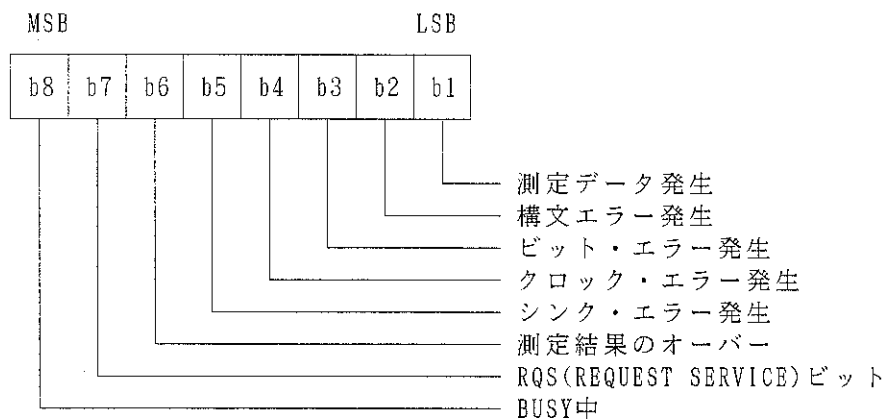 MSB LSB
b8 b7 b6 b5 b4 b3 b2 b1
測定データ発生
構文エラー発生
ビット・エラー発生
クロック・エラー発生
シンク・エラー発生
測定結果のオーバー
RQS(REQUEST SERVICE)ビット
BUSY中